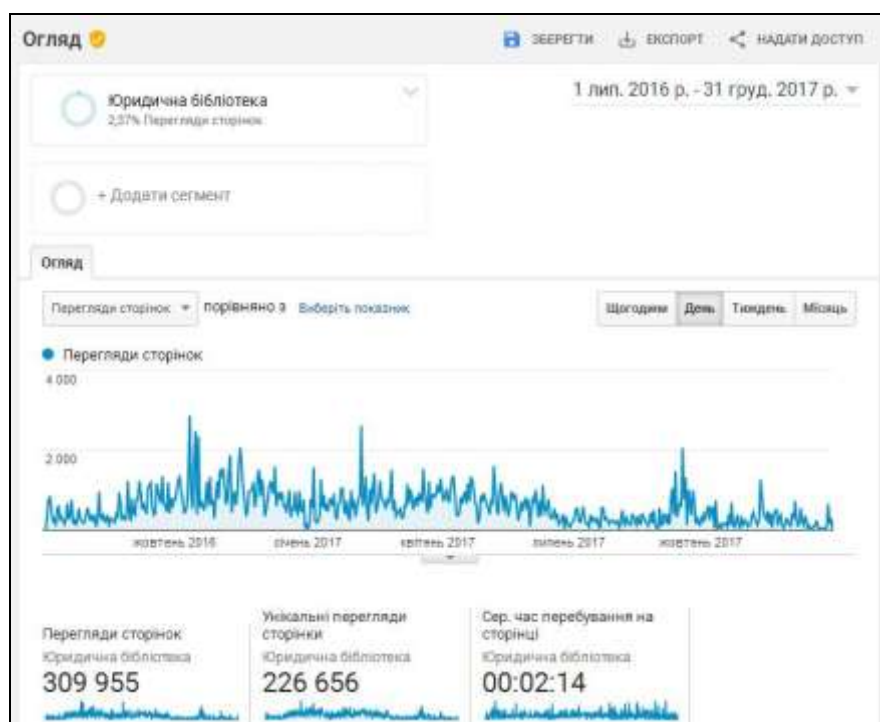 Огляд
ЗБЕРЕГТИ ЕКСПОРТ НАДАТИ ДОСТУП
Юридична бібліотека
2,37% Перегляди сторінок
1 лип. 2016 р. - 31 груд. 2017 р.
+ Додати сегмент
Огляд
Перегляди сторінок порівняно з Виберіть показник
Щогодини День Тиждень Місяць
Перегляди сторінок
4 000
2 000
жовтень 2016 січень 2017 квітень 2017 липень 2017 жовтень 2017
Перегляди сторінок
Юридична бібліотека
309 955
Унікальні перегляди
сторінки
Юридична бібліотека
226 656
Сер. час перебування на
сторінці
Юридична бібліотека
00:02:14